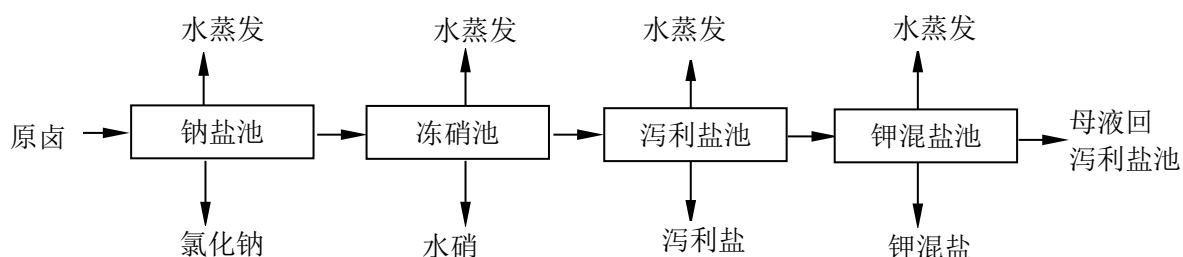 水蒸发
水蒸发
水蒸发
水蒸发
原卤
钠盐池
冻硝池
泻利盐池
钾混盐池
母液回
泻利盐池
氯化钠
水硝
泻利盐
钾混盐